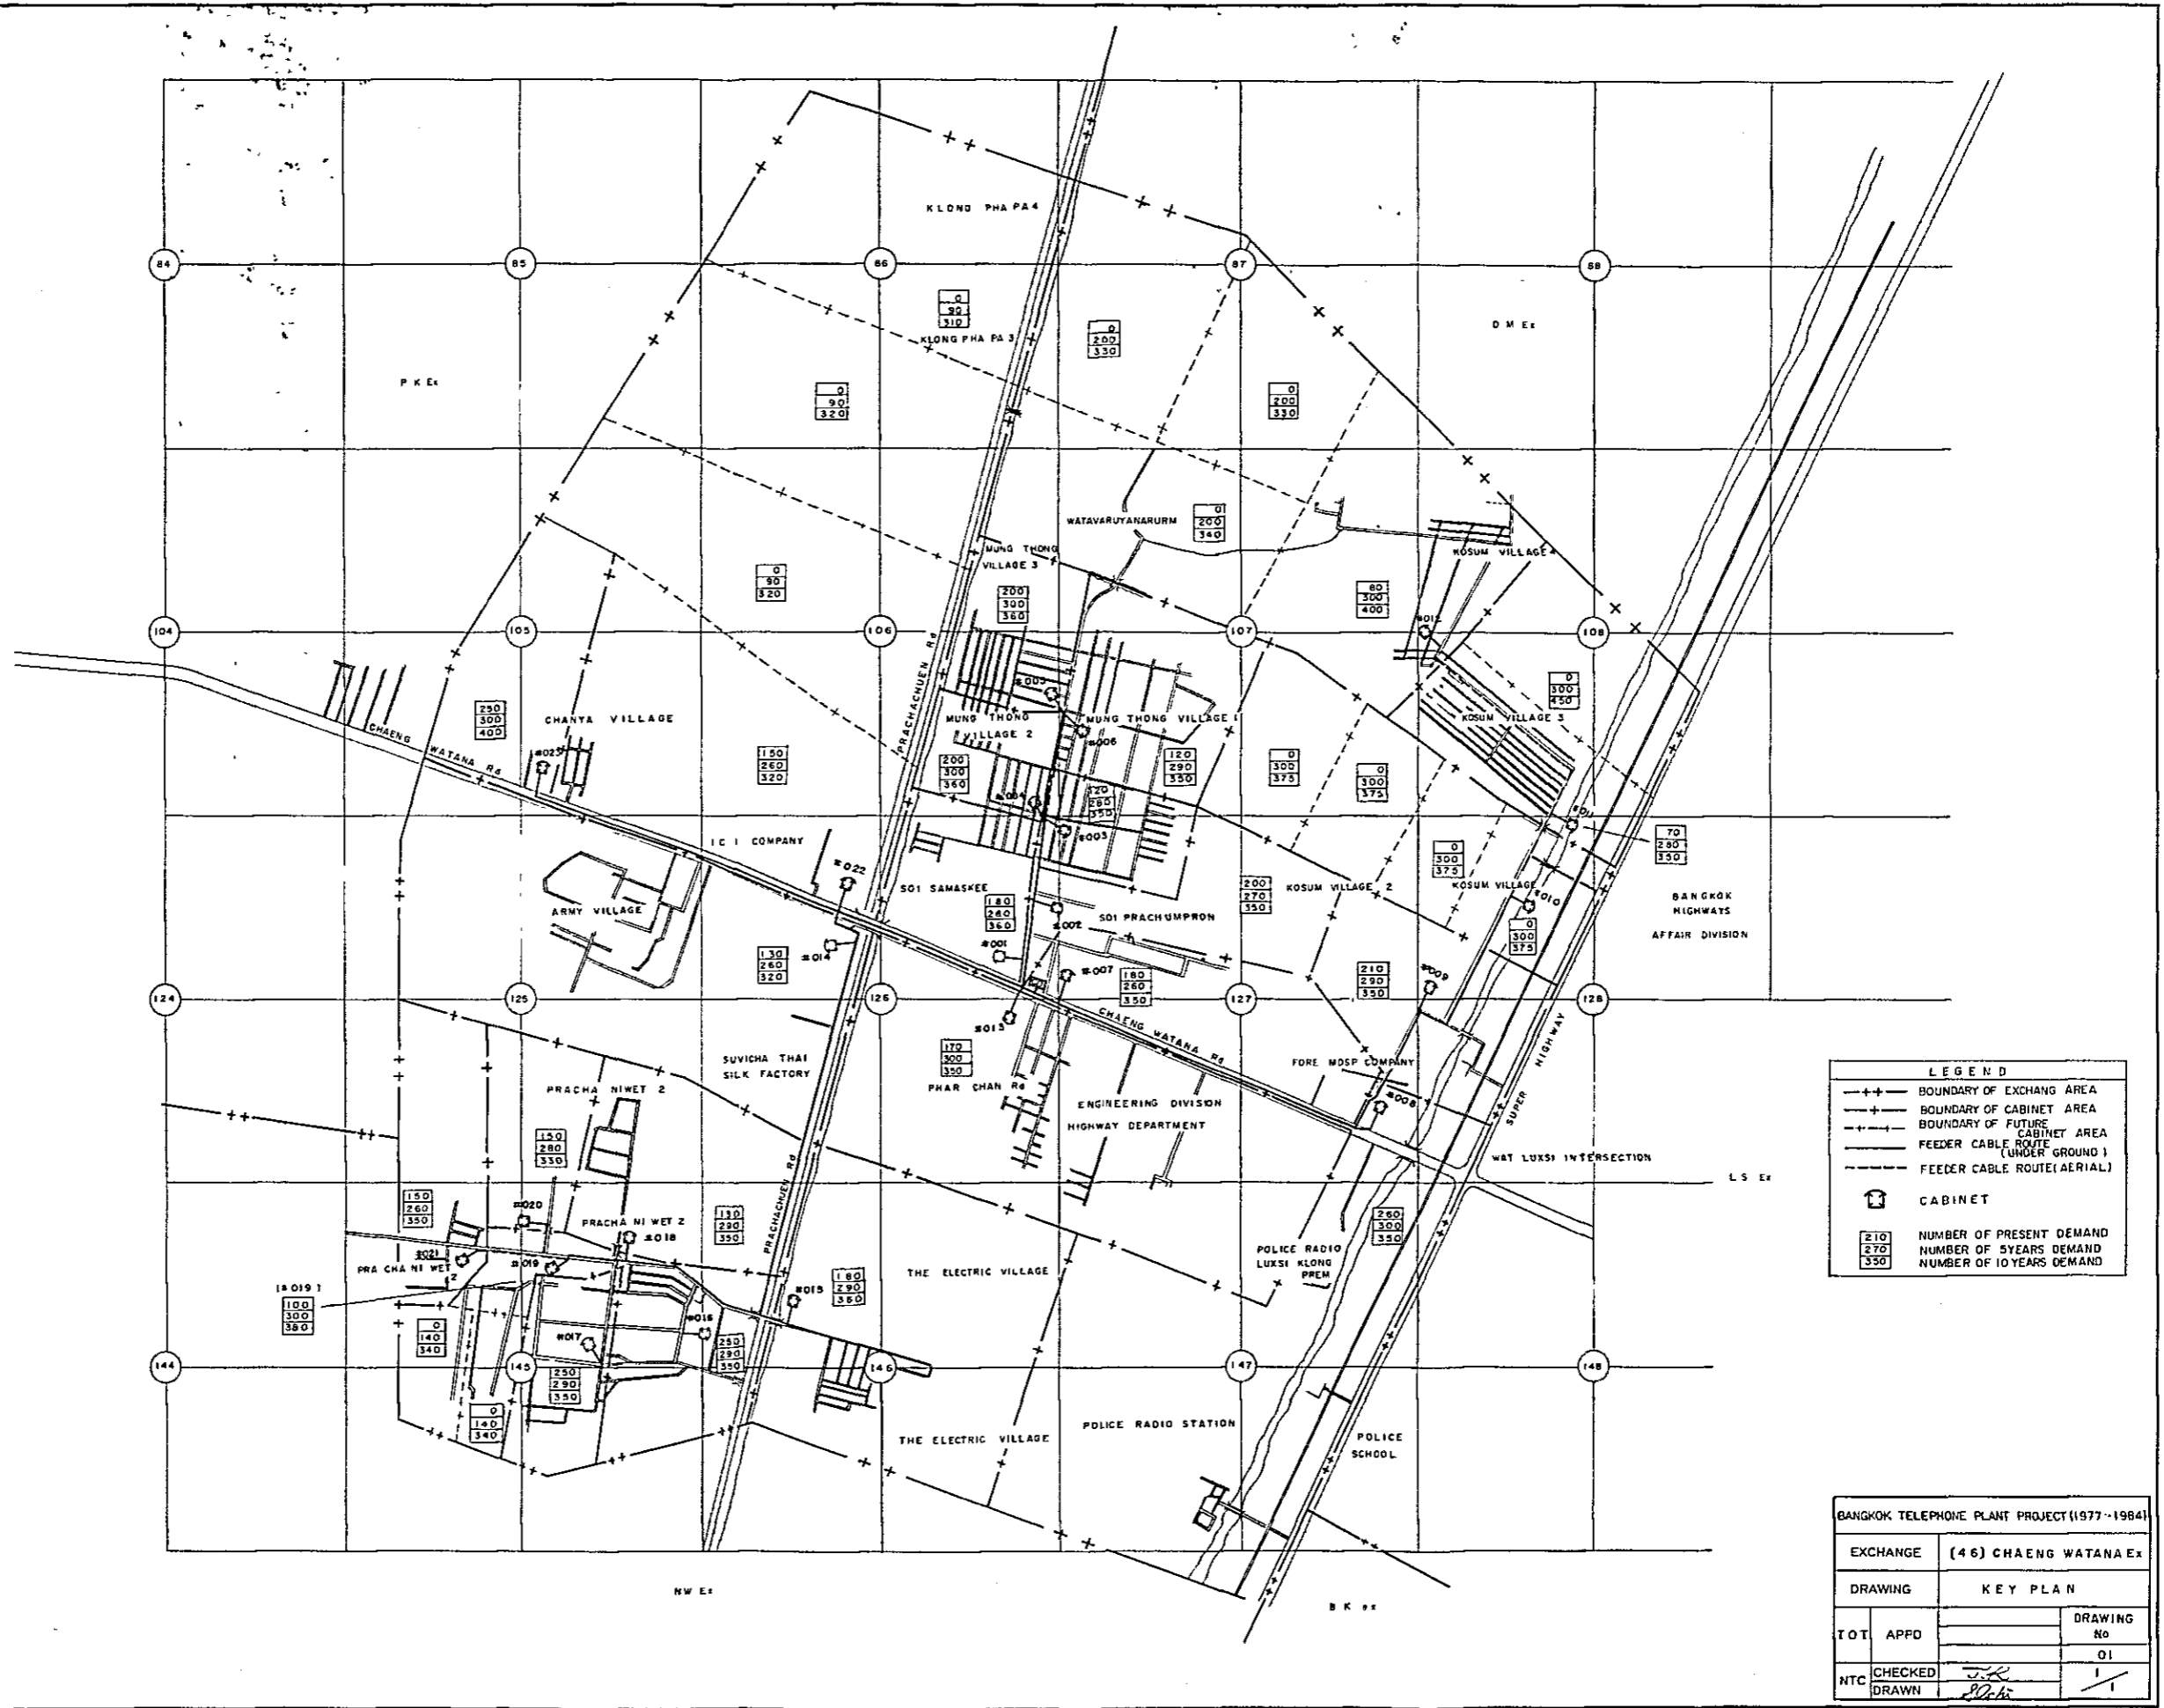 KLOND PHA PA 4
84
85
86
87
88
0
90
310
KLONG PHA PA 3
0
200
330
D M Ex
P K Ex
0
90
320
0
200
330
WATAVARUYANARURM
0
200
340
MUNG THONG
VILLAGE 3
KOSUM VILLAGE 4
0
90
320
200
300
360
80
300
400
104
105
106
107
108
#012
PRACHACHUEN Rd
#005
250
300
400
CHANYA VILLAGE
MUNG THONG
VILLAGE 2
MUNG THONG VILLAGE 1
#006
0
300
450
KOSUM VILLAGE 3
CHAENG WATANA Rd
#023
150
260
320
200
300
360
120
290
350
0
300
375
0
300
375
#004
120
280
350
#003
#011
70
280
350
I C I COMPANY
#022
SOI SAMASKEE
200
270
350
KOSUM VILLAGE 2
0
300
375
KOSUM VILLAGE
#010
BANGKOK
HIGHWAYS
AFFAIR DIVISION
ARMY VILLAGE
180
260
360
SOI PRACHUMPRON
#002
0
300
375
130
260
320
#014
#001
#007
180
260
350
210
290
350
#009
124
125
126
127
128
#013
CHAENG WATANA Rd
SUPER HIGHWAY
SUVICHA THAI
SILK FACTORY
170
300
350
PHAR CHAN Rd
FORE MOSP COMPANY
PRACHA NIWET 2
ENGINEERING DIVISION
HIGHWAY DEPARTMENT
#008
150
280
330
WAT LUXSI INTERSECTION
L S Ex
PRACHACHUEN Rd
150
260
350
#020
PRACHA NI WET 2
#018
130
290
350
260
300
350
#021
PRA CHA NI WET
2
#019
POLICE RADIO
LUXSI KLONG
PREM
THE ELECTRIC VILLAGE
[#019]
100
300
380
#015
180
290
360
0
140
340
#017
#016
250
290
350
144
145
146
147
148
250
290
350
0
140
340
THE ELECTRIC VILLAGE
POLICE RADIO STATION
POLICE
SCHOOL
NW Ex
B K ex
LEGEND
BOUNDARY OF EXCHANG AREA
BOUNDARY OF CABINET AREA
BOUNDARY OF FUTURE
CABINET AREA
FEEDER CABLE ROUTE
(UNDER GROUND)
FEEDER CABLE ROUTE(AERIAL)
CABINET
210 NUMBER OF PRESENT DEMAND
270 NUMBER OF 5YEARS DEMAND
350 NUMBER OF 10YEARS DEMAND
BANGKOK TELEPHONE PLANT PROJECT (1977~1984)
EXCHANGE (46) CHAENG WATANA Ex
DRAWING KEY PLAN
TOT APPD DRAWING
No
01
NTC CHECKED J.K. 1/1
DRAWN